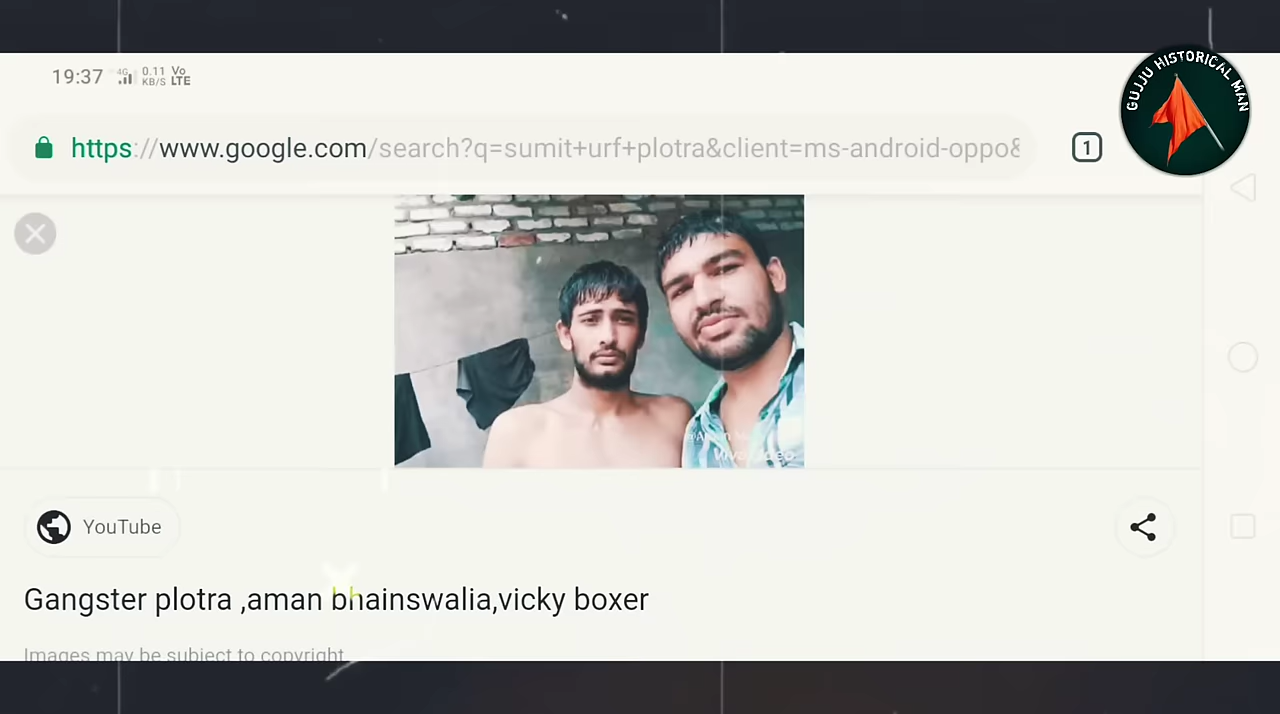 19:37 4G 0.11 KB/S Vo LTE
GUJJU HISTORICAL MAN
https://www.google.com/search?q=sumit+urf+plotra&client=ms-android-oppo&
1
YouTube
Gangster plotra ,aman bhainswalia,vicky boxer
Images may be subject to copyright